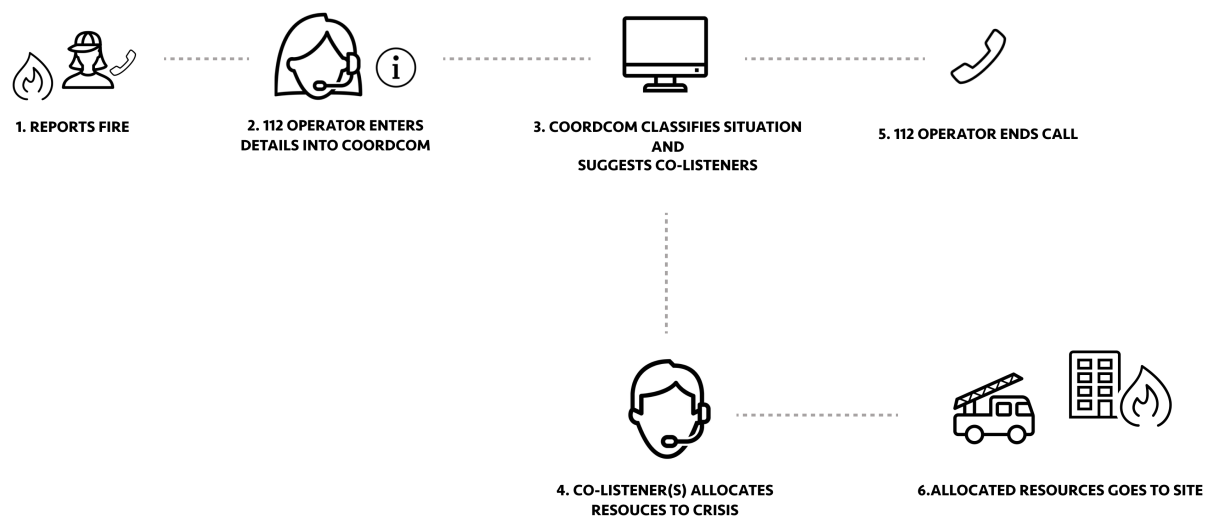 1. REPORTS FIRE
2. 112 OPERATOR ENTERS
DETAILS INTO COORDCOM
i
3. COORDCOM CLASSIFIES SITUATION
AND
SUGGESTS CO-LISTENERS
5. 112 OPERATOR ENDS CALL
4. CO-LISTENER(S) ALLOCATES
RESOUCES TO CRISIS
6.ALLOCATED RESOURCES GOES TO SITE